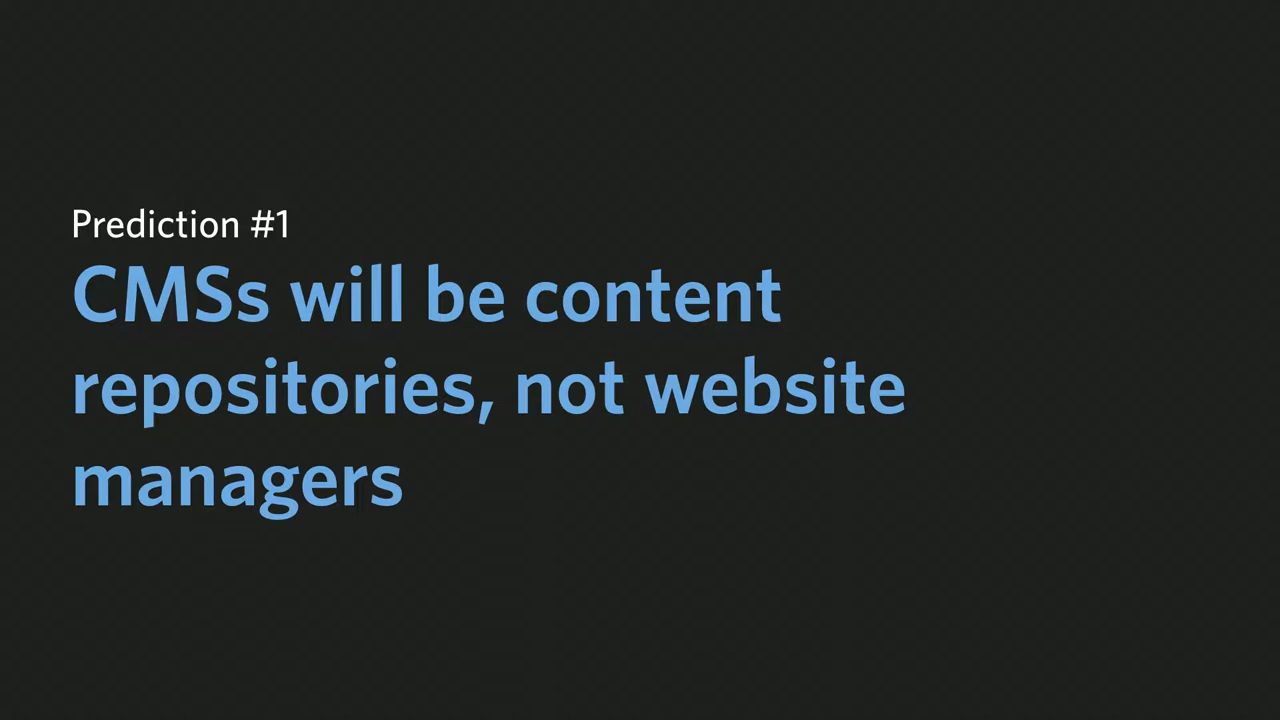 Prediction #1
CMSs will be content
repositories, not website
managers